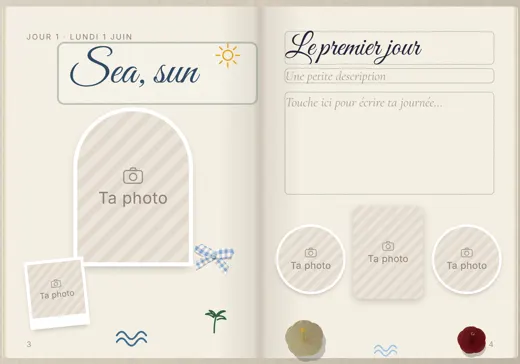 JOUR 1 · LUNDI 1 JUIN
Sea, sun
Ta photo
Ta photo
3
Le premier jour
Une petite description
Touche ici pour écrire ta journée...
Ta photo
Ta photo
Ta photo
4